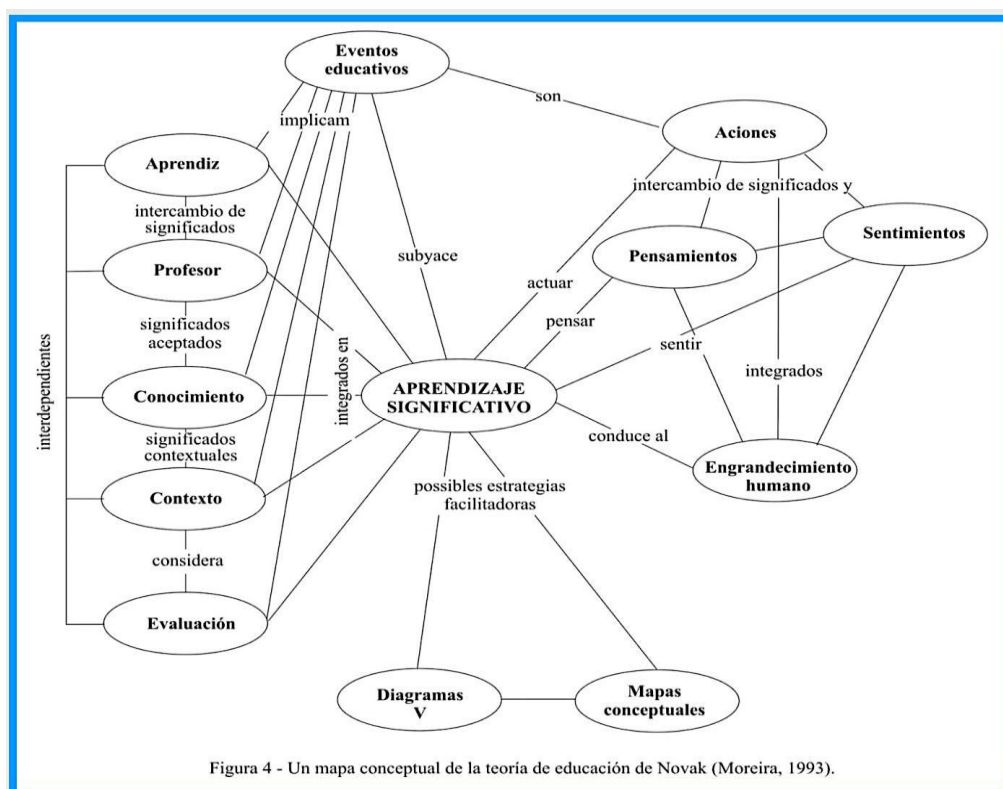 Eventos
educativos
son
Aciones
implicam
Aprendiz
intercambio de significados y
intercambio de
significados
Sentimientos
Profesor
subyace
Pensamientos
actuar
significados
aceptados
pensar
sentir
interdependientes
integrados en
integrados
Conocimiento
APRENDIZAJE
SIGNIFICATIVO
significados
contextuales
conduce al
Engrandecimiento
humano
Contexto
possibles estrategias
facilitadoras
considera
Evaluación
Diagramas
V
Mapas
conceptuales
Figura 4 - Un mapa conceptual de la teoría de educación de Novak (Moreira, 1993).